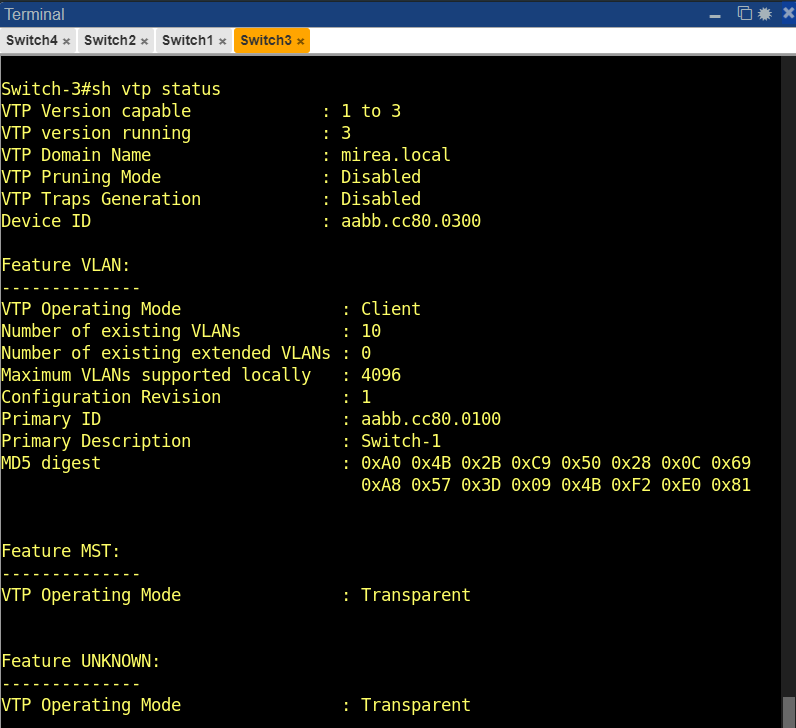 Terminal
Switch4 × Switch2 × Switch1 × Switch3 ×
Switch-3#sh vtp status
VTP Version capable             : 1 to 3
VTP version running             : 3
VTP Domain Name                 : mirea.local
VTP Pruning Mode                : Disabled
VTP Traps Generation            : Disabled
Device ID                       : aabb.cc80.0300
Feature VLAN:
--------------
VTP Operating Mode                : Client
Number of existing VLANs          : 10
Number of existing extended VLANs : 0
Maximum VLANs supported locally   : 4096
Configuration Revision            : 1
Primary ID                        : aabb.cc80.0100
Primary Description               : Switch-1
MD5 digest                        : 0xA0 0x4B 0x2B 0xC9 0x50 0x28 0x0C 0x69
                                    0xA8 0x57 0x3D 0x09 0x4B 0xF2 0xE0 0x81
Feature MST:
--------------
VTP Operating Mode                : Transparent
Feature UNKNOWN:
--------------
VTP Operating Mode                : Transparent